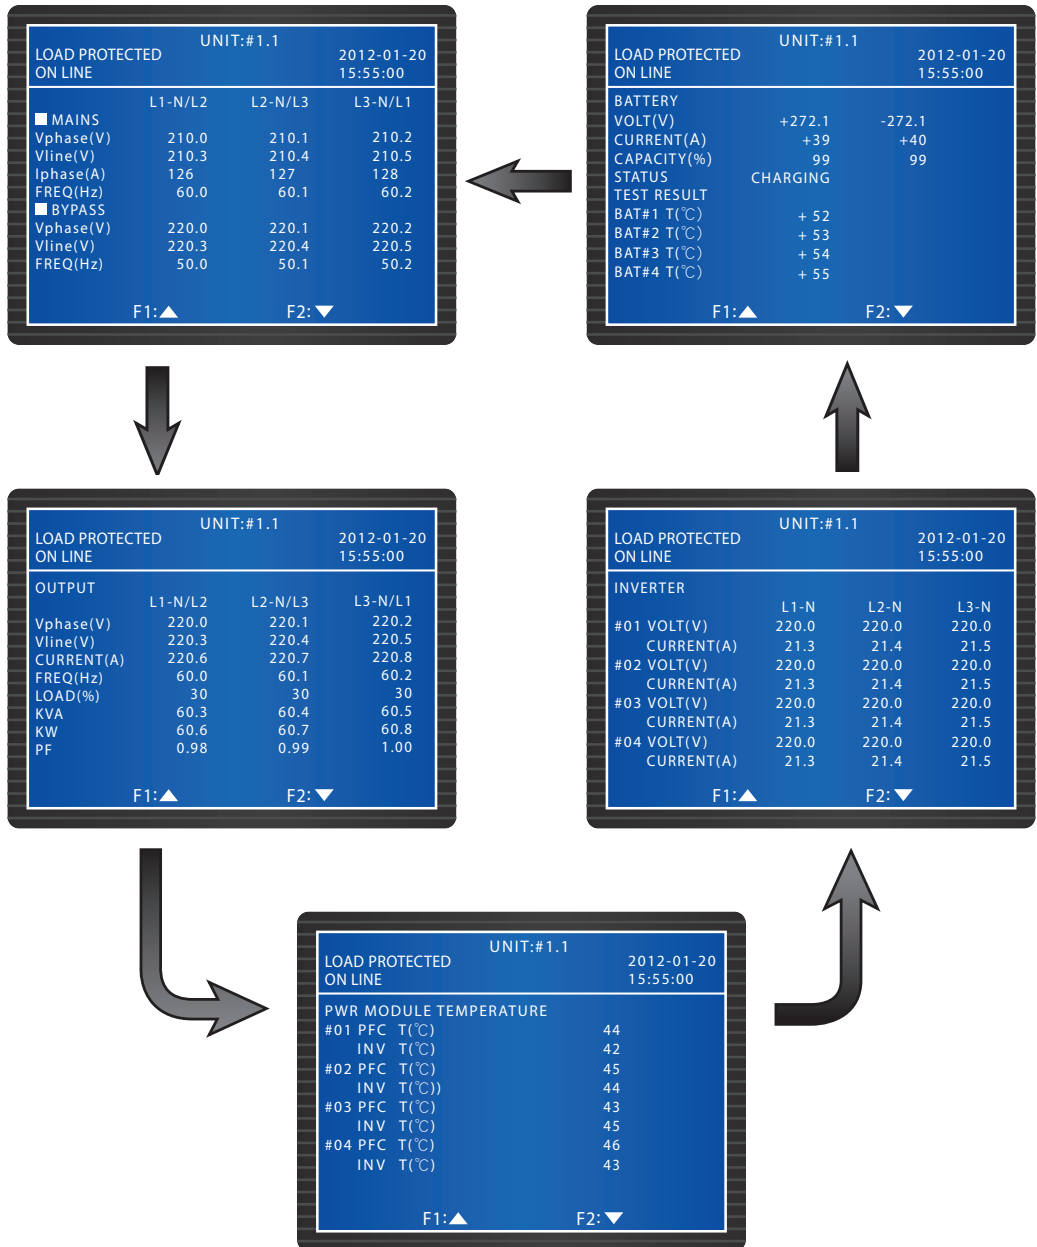 UNIT:#1.1
LOAD PROTECTED 2012-01-20
ON LINE 15:55:00
L1-N/L2 L2-N/L3 L3-N/L1
MAINS
Vphase(V) 210.0 210.1 210.2
Vline(V) 210.3 210.4 210.5
Iphase(A) 126 127 128
FREQ(Hz) 60.0 60.1 60.2
BYPASS
Vphase(V) 220.0 220.1 220.2
Vline(V) 220.3 220.4 220.5
FREQ(Hz) 50.0 50.1 50.2
F1:▲ F2:▼
UNIT:#1.1
LOAD PROTECTED 2012-01-20
ON LINE 15:55:00
BATTERY
VOLT(V) +272.1 -272.1
CURRENT(A) +39 +40
CAPACITY(%) 99 99
STATUS CHARGING
TEST RESULT
BAT#1 T(℃) + 52
BAT#2 T(℃) + 53
BAT#3 T(℃) + 54
BAT#4 T(℃) + 55
F1:▲ F2:▼
UNIT:#1.1
LOAD PROTECTED 2012-01-20
ON LINE 15:55:00
OUTPUT
L1-N/L2 L2-N/L3 L3-N/L1
Vphase(V) 220.0 220.1 220.2
Vline(V) 220.3 220.4 220.5
CURRENT(A) 220.6 220.7 220.8
FREQ(Hz) 60.0 60.1 60.2
LOAD(%) 30 30 30
KVA 60.3 60.4 60.5
KW 60.6 60.7 60.8
PF 0.98 0.99 1.00
F1:▲ F2:▼
UNIT:#1.1
LOAD PROTECTED 2012-01-20
ON LINE 15:55:00
INVERTER
L1-N L2-N L3-N
#01 VOLT(V) 220.0 220.0 220.0
CURRENT(A) 21.3 21.4 21.5
#02 VOLT(V) 220.0 220.0 220.0
CURRENT(A) 21.3 21.4 21.5
#03 VOLT(V) 220.0 220.0 220.0
CURRENT(A) 21.3 21.4 21.5
#04 VOLT(V) 220.0 220.0 220.0
CURRENT(A) 21.3 21.4 21.5
F1:▲ F2:▼
UNIT:#1.1
LOAD PROTECTED 2012-01-20
ON LINE 15:55:00
PWR MODULE TEMPERATURE
#01 PFC T(℃) 44
INV T(℃) 42
#02 PFC T(℃) 45
INV T(℃)) 44
#03 PFC T(℃) 43
INV T(℃) 45
#04 PFC T(℃) 46
INV T(℃) 43
F1:▲ F2:▼